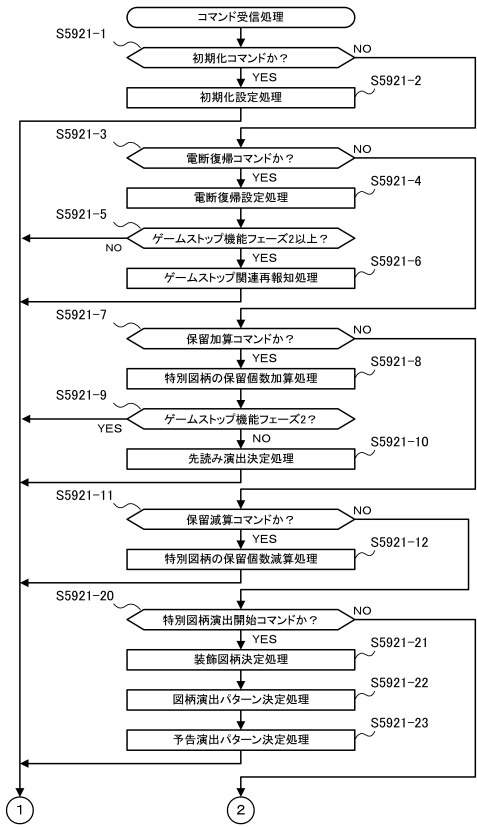 コマンド受信処理
S5921-1
初期化コマンドか？
NO
YES
S5921-2
初期化設定処理
S5921-3
電断復帰コマンドか？
NO
YES
S5921-4
電断復帰設定処理
S5921-5
ゲームストップ機能フェーズ2以上？
NO
YES
S5921-6
ゲームストップ関連再報知処理
S5921-7
保留加算コマンドか？
NO
YES
S5921-8
特別図柄の保留個数加算処理
S5921-9
ゲームストップ機能フェーズ2？
YES
NO
S5921-10
先読み演出決定処理
S5921-11
保留減算コマンドか？
NO
YES
S5921-12
特別図柄の保留個数減算処理
S5921-20
特別図柄演出開始コマンドか？
NO
YES
S5921-21
装飾図柄決定処理
S5921-22
図柄演出パターン決定処理
S5921-23
予告演出パターン決定処理
1
2